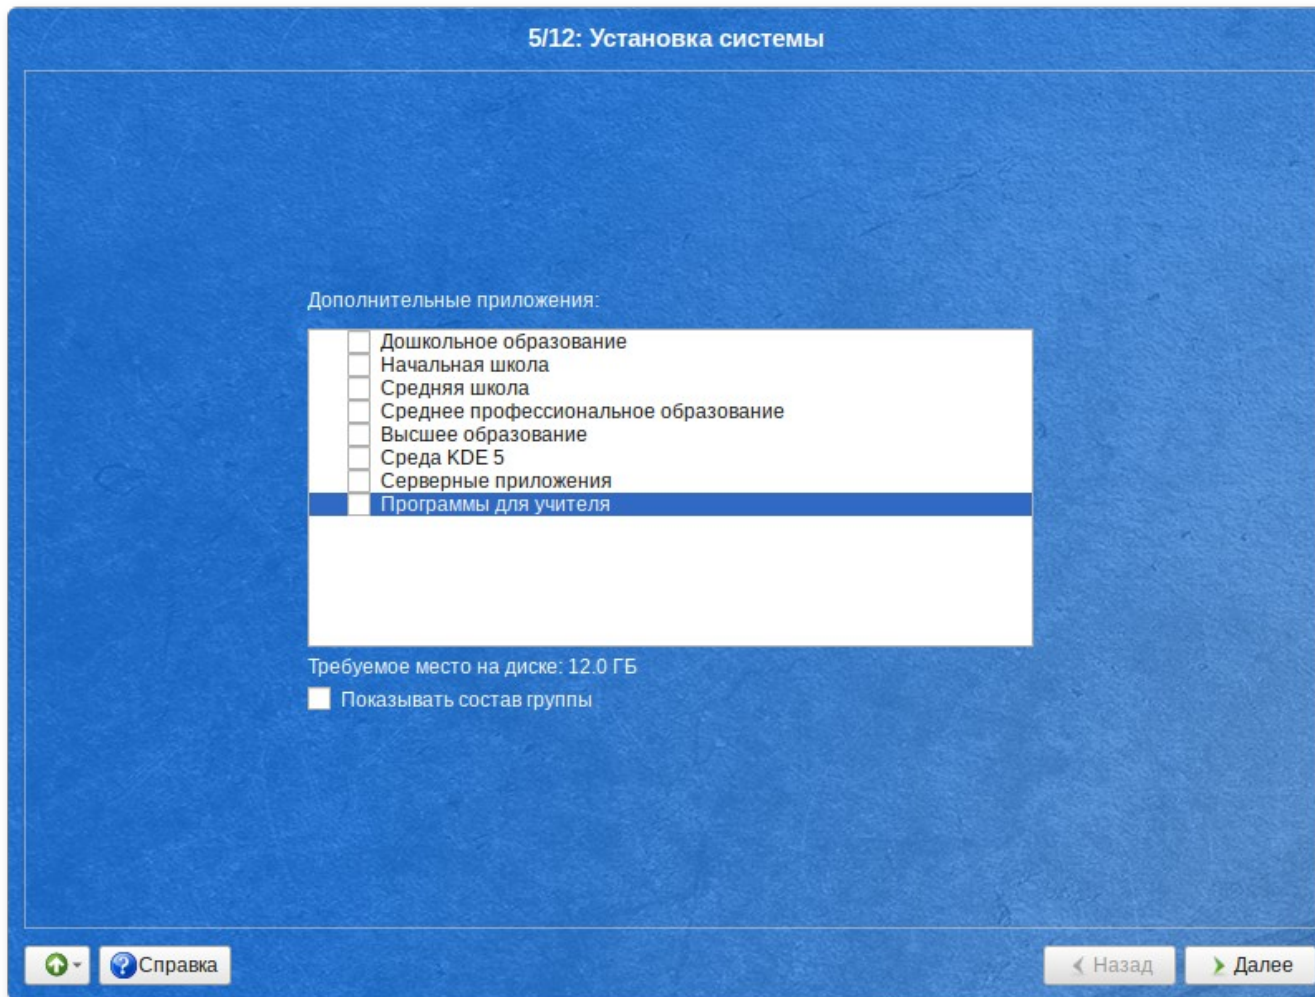 5/12: Установка системы
Дополнительные приложения:
Дошкольное образование
Начальная школа
Средняя школа
Среднее профессиональное образование
Высшее образование
Среда KDE 5
Серверные приложения
Программы для учителя
Требуемое место на диске: 12.0 ГБ
Показывать состав группы
Справка
Назад
Далее